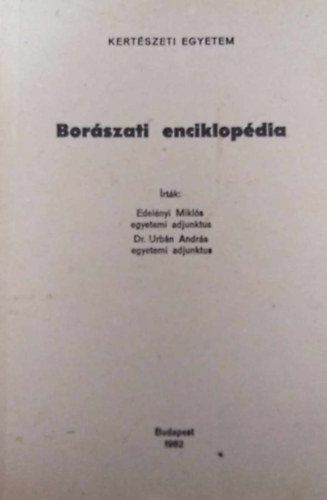 KERTÉSZETI EGYETEM
Borászati enciklopédia
Írták:
Edelényi Miklós
egyetemi adjunktus
Dr. Urbán András
egyetemi adjunktus
Budapest
1982